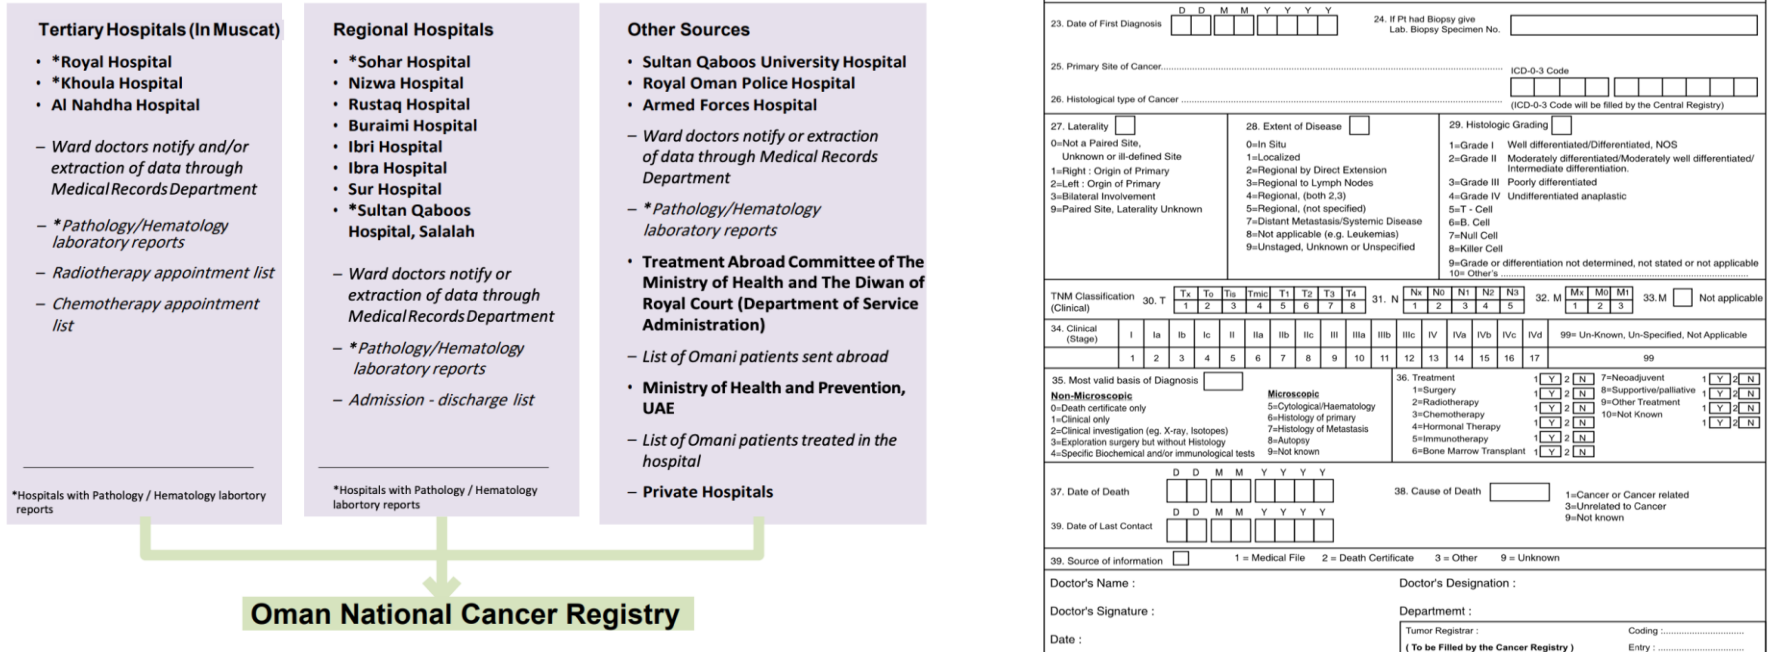 Tertiary Hospitals (In Muscat)
• *Royal Hospital
• *Khoula Hospital
• Al Nahdha Hospital
– Ward doctors notify and/or
extraction of data through
Medical Records Department
– *Pathology/Hematology
laboratory reports
– Radiotherapy appointment list
– Chemotherapy appointment
list
*Hospitals with Pathology / Hematology labortory
reports
Regional Hospitals
• *Sohar Hospital
• Nizwa Hospital
• Rustaq Hospital
• Buraimi Hospital
• Ibri Hospital
• Ibra Hospital
• Sur Hospital
• *Sultan Qaboos
Hospital, Salalah
– Ward doctors notify or
extraction of data through
Medical Records Department
– *Pathology/Hematology
laboratory reports
– Admission - discharge list
*Hospitals with Pathology / Hematology
labortory reports
Other Sources
• Sultan Qaboos University Hospital
• Royal Oman Police Hospital
• Armed Forces Hospital
– Ward doctors notify or extraction
of data through Medical Records
Department
– *Pathology/Hematology
laboratory reports
• Treatment Abroad Committee of The
Ministry of Health and The Diwan of
Royal Court (Department of Service
Administration)
– List of Omani patients sent abroad
• Ministry of Health and Prevention,
UAE
– List of Omani patients treated in the
hospital
– Private Hospitals
Oman National Cancer Registry
D D M M Y Y Y Y
23. Date of First Diagnosis
24. If Pt had Biopsy give
Lab. Biopsy Specimen No.
25. Primary Site of Cancer
ICD-0-3 Code
26. Histological type of Cancer
(ICD-0-3 Code will be filled by the Central Registry)
27. Laterality
0=Not a Paired Site,
Unknown or ill-defined Site
1=Right : Orgin of Primary
2=Left : Orgin of Primary
3=Bilateral Involvement
9=Paired Site, Laterality Unknown
28. Extent of Disease
0=In Situ
1=Localized
2=Regional by Direct Extension
3=Regional to Lymph Nodes
4=Regional, (both 2,3)
5=Regional, (not specified)
7=Distant Metastasis/Systemic Disease
8=Not applicable (e.g. Leukemias)
9=Unstaged, Unknown or Unspecified
29. Histologic Grading
1=Grade I Well differentiated/Differentiated, NOS
2=Grade II Moderately differentiated/Moderately well differentiated/
Intermediate differentiation.
3=Grade III Poorly differentiated
4=Grade IV Undifferentiated anaplastic
5=T - Cell
6=B. Cell
7=Null Cell
8=Killer Cell
9=Grade or differentiation not determined, not stated or not applicable
10= Other's
TNM Classification
(Clinical)
30. T
Tx To Tis Tmic T1 T2 T3 T4
1 2 3 4 5 6 7 8
31. N
Nx N0 N1 N2 N3
1 2 3 4 5
32. M
Mx M0 M1
1 2 3
33.M Not applicable
34. Clinical
(Stage)
I Ia Ib Ic II IIa IIb IIc III IIIa IIIb IIIc IV IVa IVb IVc IVd 99= Un-Known, Un-Specified, Not Applicable
1 2 3 4 5 6 7 8 9 10 11 12 13 14 15 16 17 99
35. Most valid basis of Diagnosis
Non-Microscopic
0=Death certificate only
1=Clinical only
2=Clinical investigation (eg. X-ray, Isotopes)
3=Exploration surgery but without Histology
4=Specific Biochemical and/or immunological tests
Microscopic
5=Cytological/Haematology
6=Histology of primary
7=Histology of Metastasis
8=Autopsy
9=Not known
36. Treatment
1=Surgery 1 Y 2 N
2=Radiotherapy 1 Y 2 N
3=Chemotherapy 1 Y 2 N
4=Hormonal Therapy 1 Y 2 N
5=Immunotherapy 1 Y 2 N
6=Bone Marrow Transplant 1 Y 2 N
7=Neoadjuvent 1 Y 2 N
8=Supportive/palliative 1 Y 2 N
9=Other Treatment 1 Y 2 N
10=Not Known 1 Y 2 N
D D M M Y Y Y Y
37. Date of Death
38. Cause of Death
1=Cancer or Cancer related
3=Unrelated to Cancer
9=Not known
D D M M Y Y Y Y
39. Date of Last Contact
39. Source of information 1 = Medical File 2 = Death Certificate 3 = Other 9 = Unknown
Doctor's Name :
Doctor's Designation :
Doctor's Signature :
Departmemt :
Date :
Tumor Registrar :
Coding :
( To be Filled by the Cancer Registry )
Entry :